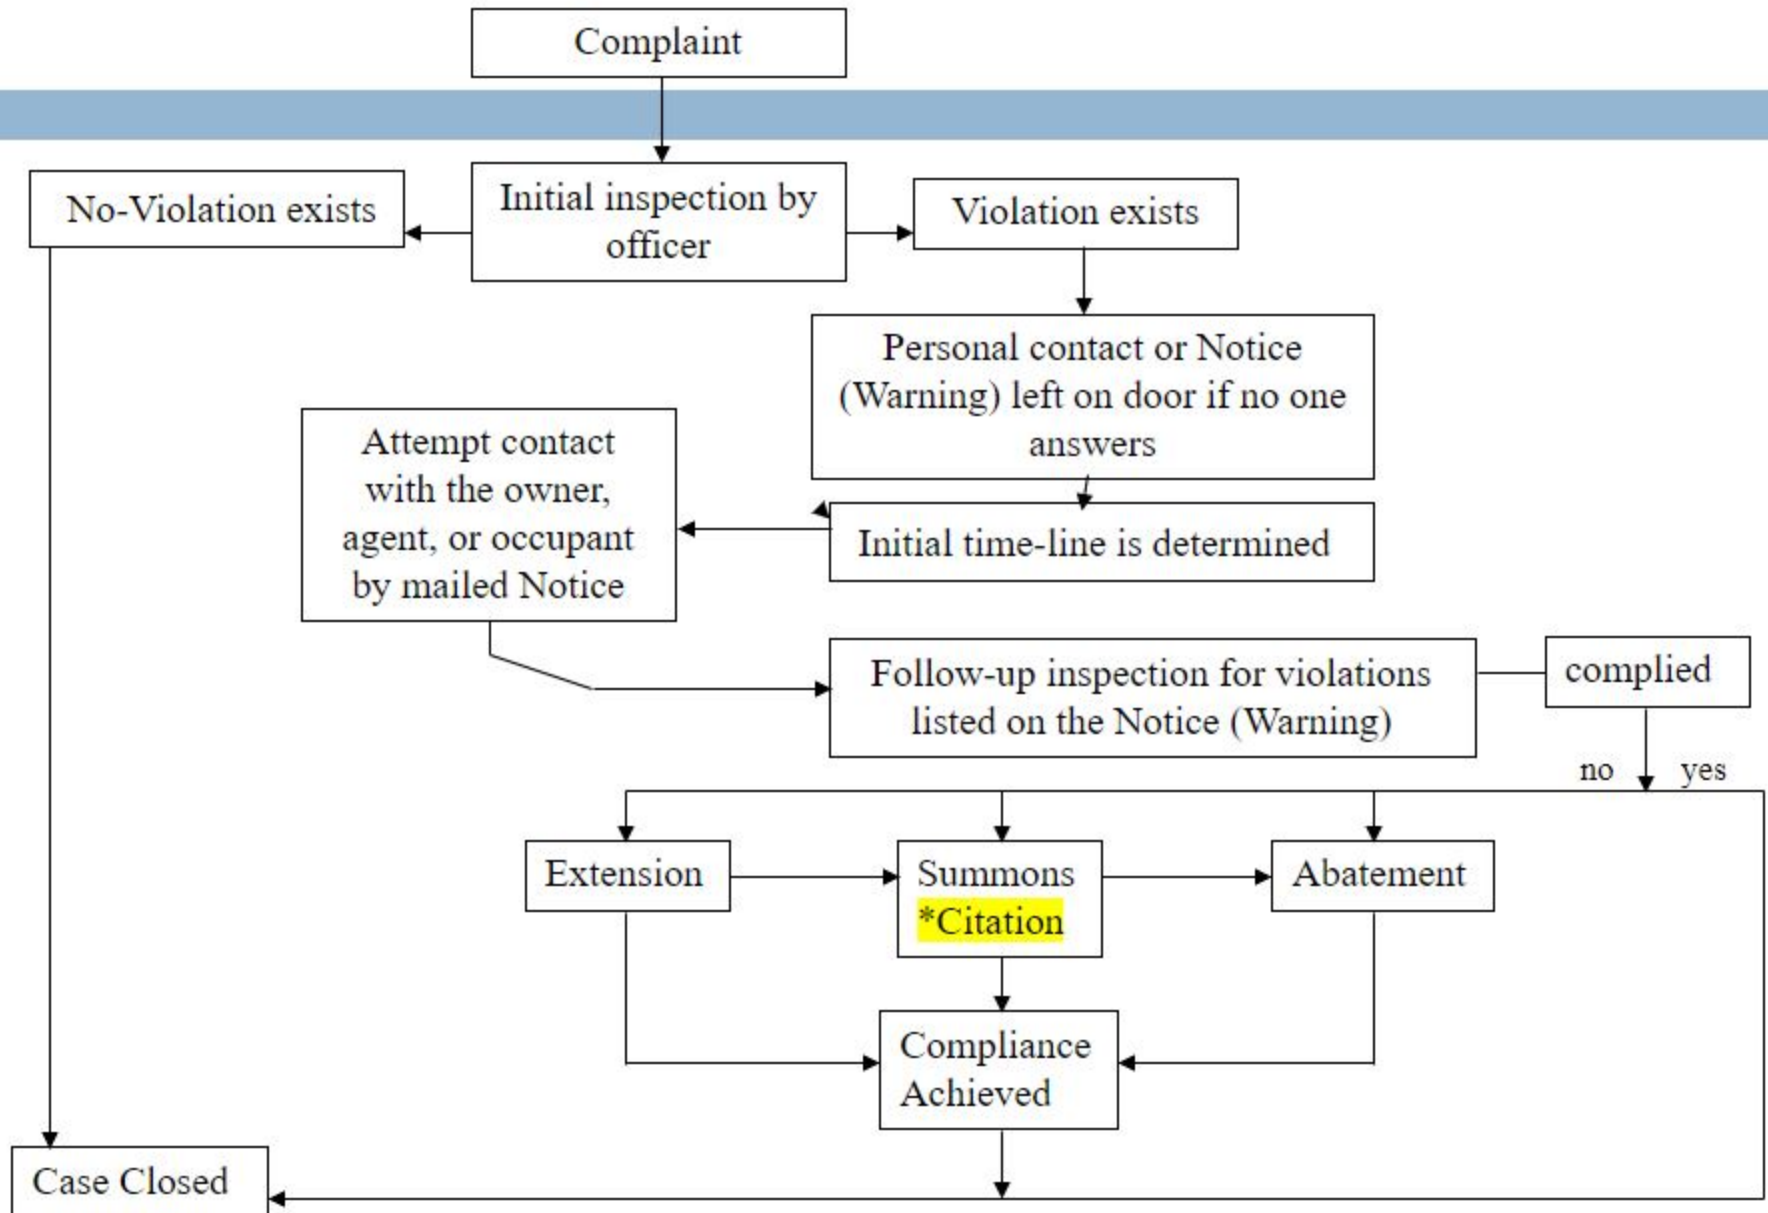 Complaint
No-Violation exists
Initial inspection by
officer
Violation exists
Personal contact or Notice
(Warning) left on door if no one
answers
Attempt contact
with the owner,
agent, or occupant
by mailed Notice
Initial time-line is determined
Follow-up inspection for violations
listed on the Notice (Warning)
complied
no
yes
Extension
Summons
*Citation
Abatement
Compliance
Achieved
Case Closed